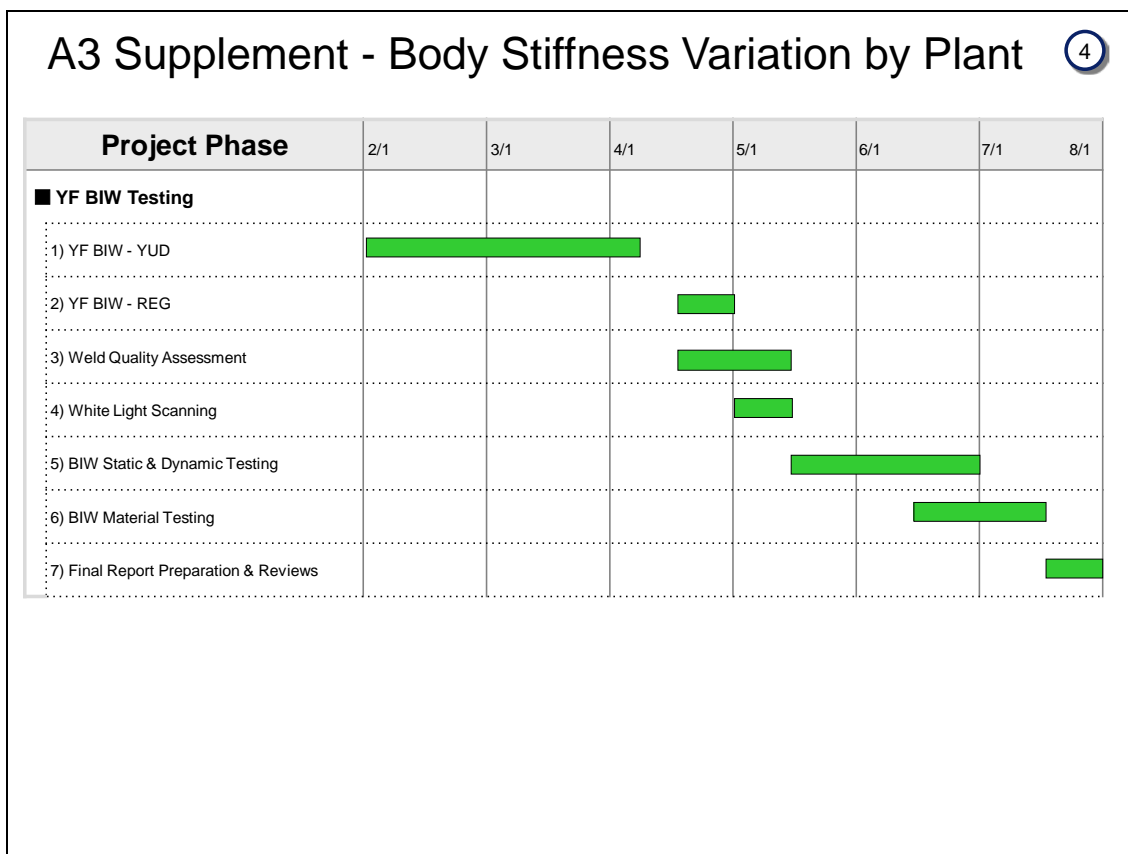 A3 Supplement - Body Stiffness Variation by Plant 4
Project Phase 2/1 3/1 4/1 5/1 6/1 7/1 8/1
YF BIW Testing
1) YF BIW - YUD
2) YF BIW - REG
3) Weld Quality Assessment
4) White Light Scanning
5) BIW Static & Dynamic Testing
6) BIW Material Testing
7) Final Report Preparation & Reviews